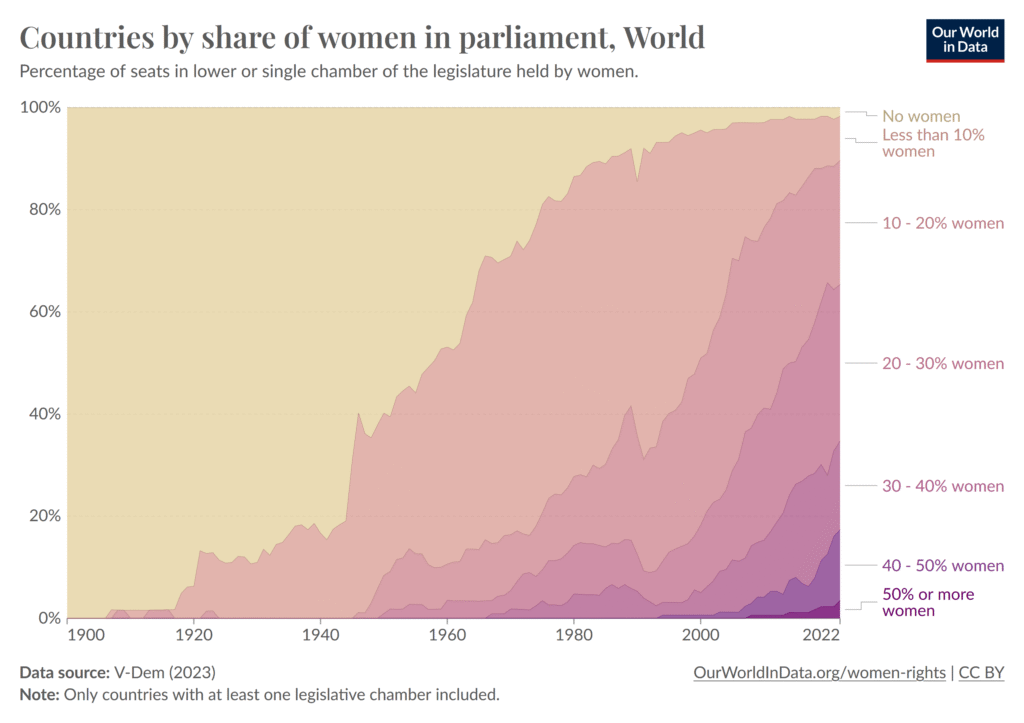 Countries by share of women in parliament, World
Our World
in Data
Percentage of seats in lower or single chamber of the legislature held by women.
100%
80%
60%
40%
20%
0%
No women
Less than 10%
women
10 - 20% women
20 - 30% women
30 - 40% women
40 - 50% women
50% or more
women
1900
1920
1940
1960
1980
2000
2022
Data source: V-Dem (2023)
OurWorldInData.org/women-rights | CC BY
Note: Only countries with at least one legislative chamber included.